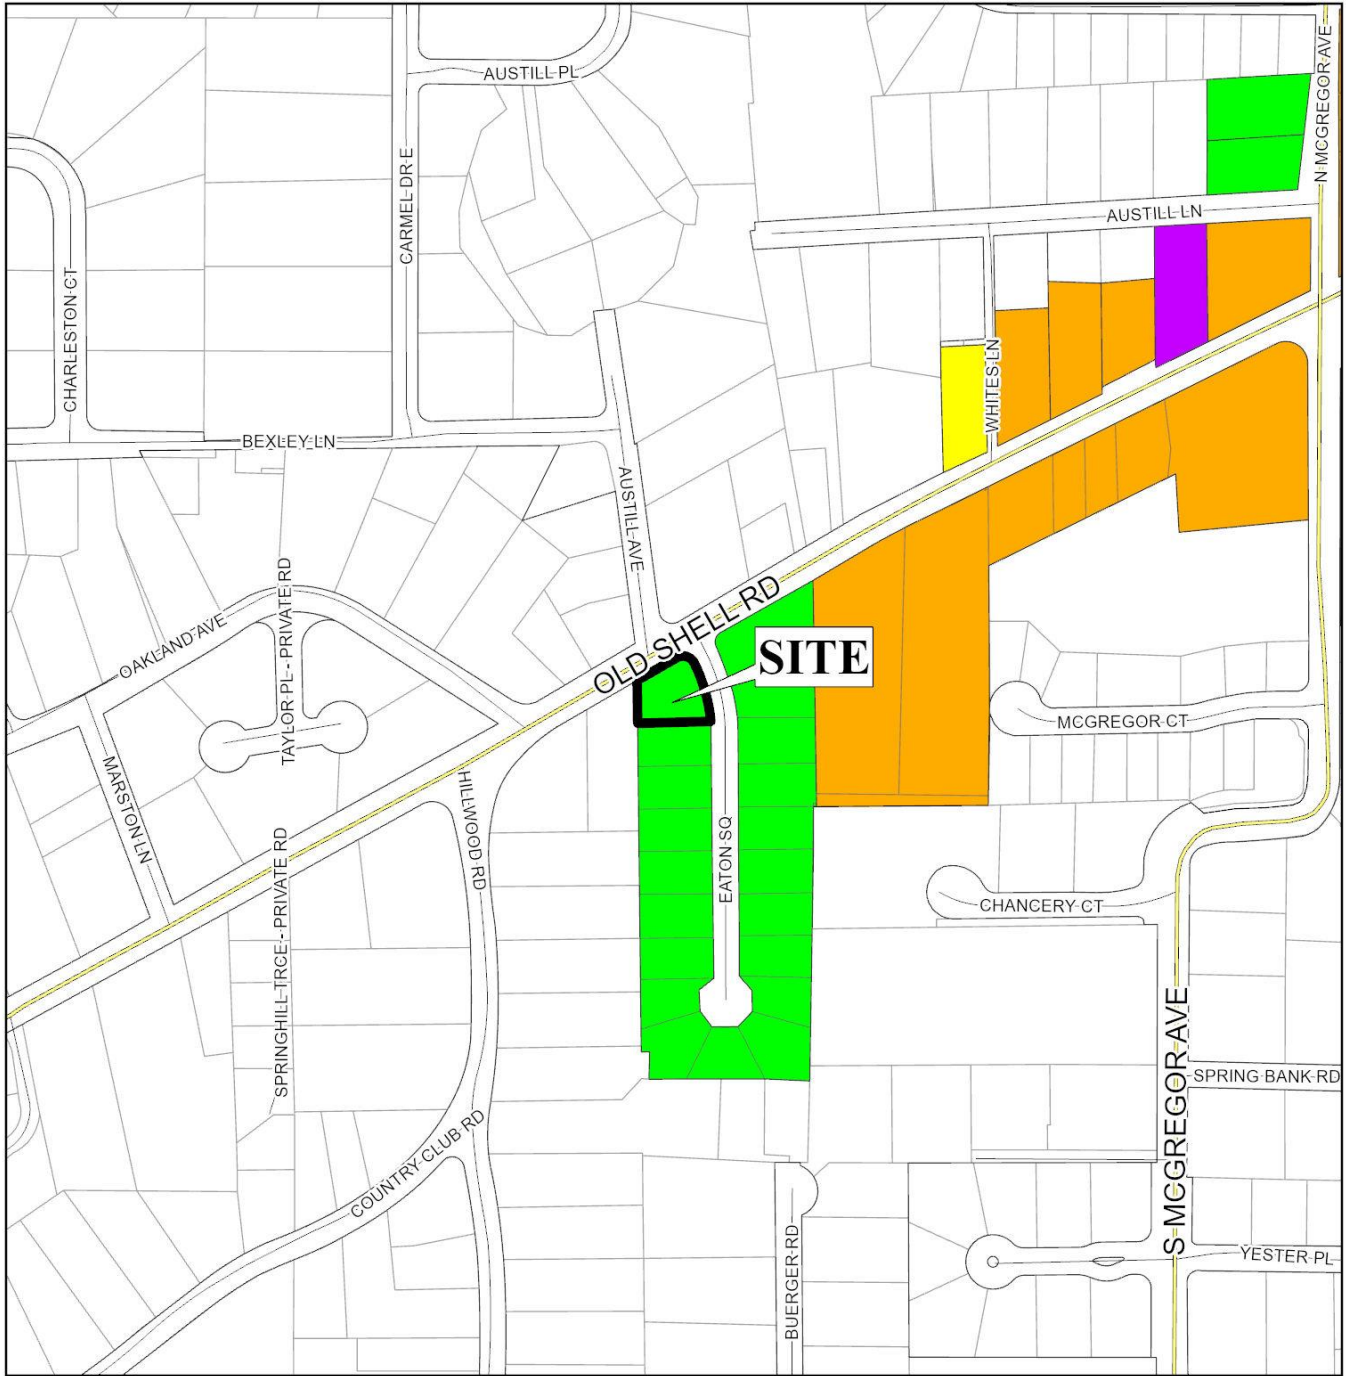 AUSTILL PL
N MCGREGOR AVE
CARMEL DR E
AUSTILL LN
CHARLESTON CT
WHITES LN
BEXLEY LN
AUSTILL AVE
TAYLOR PL - PRIVATE RD
OAKLAND AVE
OLD SHELL RD
SITE
MCGREGOR CT
MARSTON LN
HILLWOOD RD
EATON SQ
SPRINGHILL TRCE - PRIVATE RD
CHANCERY CT
S MCGREGOR AVE
SPRING BANK RD
COUNTRY CLUB RD
BUERGER RD
YESTER PL